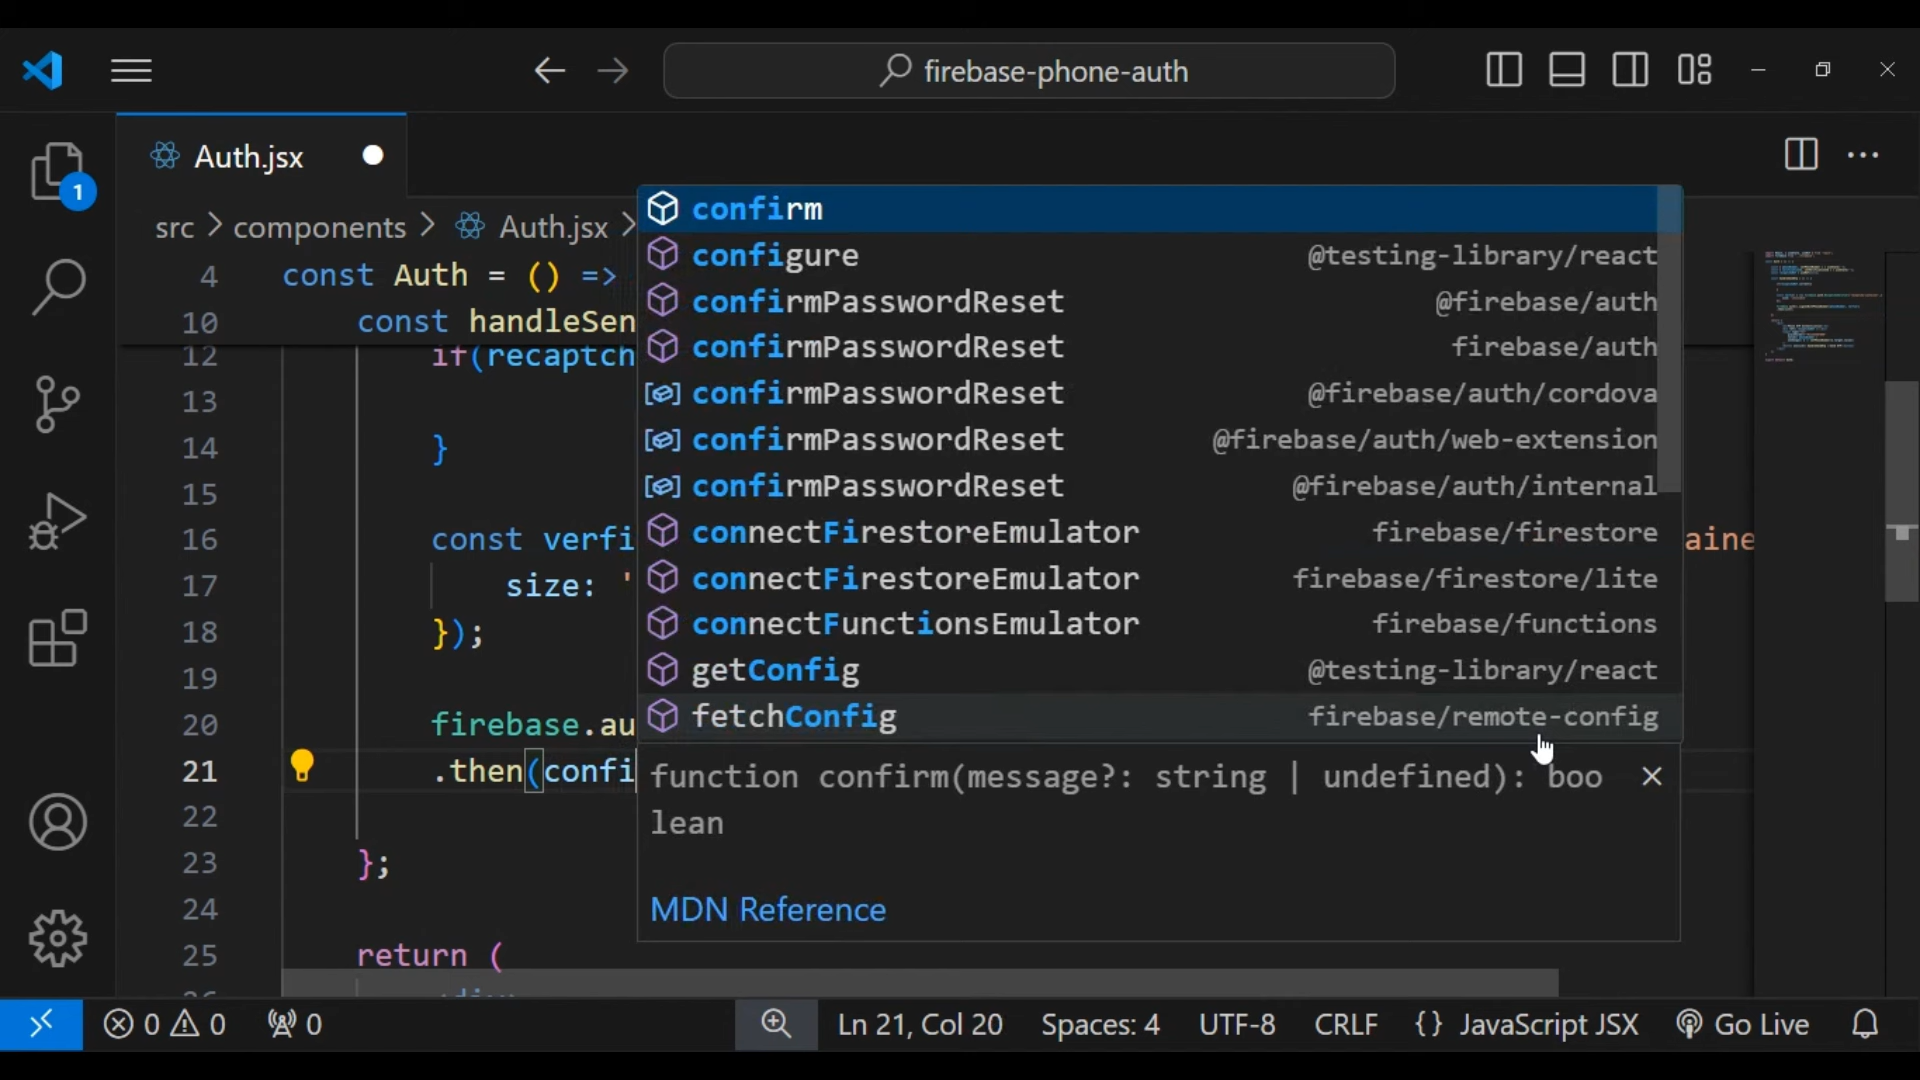 firebase-phone-auth
Auth.jsx
1
src > components > Auth.jsx >
4 const Auth = () =>
10 const handleSen
12 if(recaptch
13
14 }
15
16 const verfi aine
17 size: '
18 });
19
20 firebase.au
21 .then(confi
22
23 };
24
25 return (
confirm
configure @testing-library/react
confirmPasswordReset @firebase/auth
confirmPasswordReset firebase/auth
confirmPasswordReset @firebase/auth/cordova
confirmPasswordReset @firebase/auth/web-extension
confirmPasswordReset @firebase/auth/internal
connectFirestoreEmulator firebase/firestore
connectFirestoreEmulator firebase/firestore/lite
connectFunctionsEmulator firebase/functions
getConfig @testing-library/react
fetchConfig firebase/remote-config
function confirm(message?: string | undefined): boo
lean
MDN Reference
0 0 0 Ln 21, Col 20 Spaces: 4 UTF-8 CRLF {} JavaScript JSX Go Live